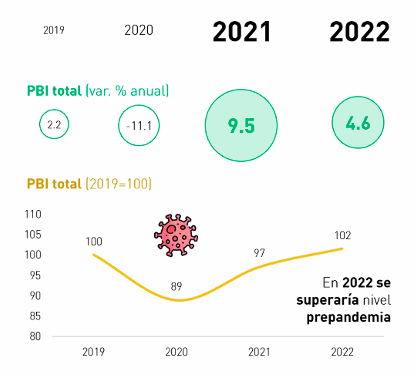 2019 2020 2021 2022
PBI total (var. % anual)
2.2 -11.1 9.5 4.6
PBI total (2019=100)
110
105
100
95
90
85
80
100 89 97 102
En 2022 se
superaría nivel
prepandemia
2019 2020 2021 2022